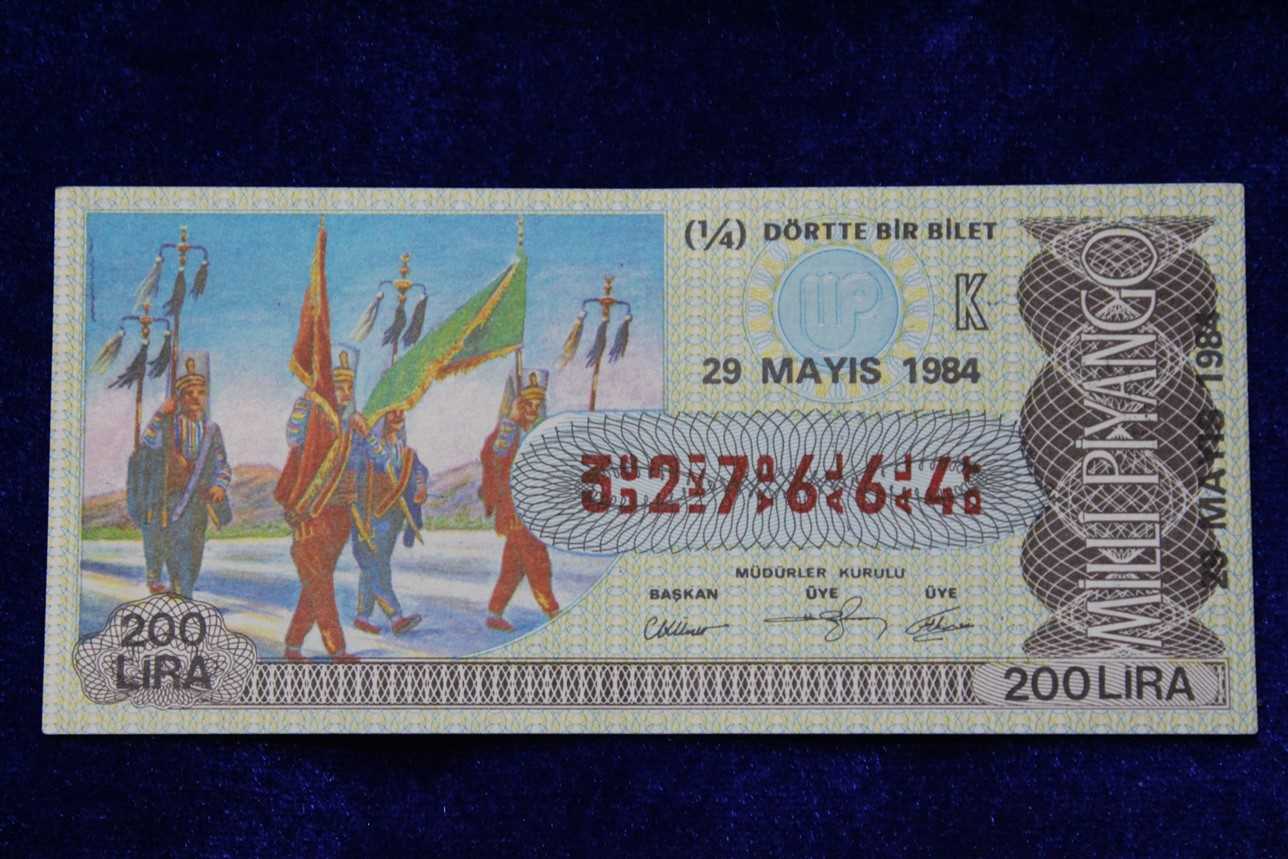 (¼) DÖRTTE BİR BİLET
K
29 MAYIS 1984
3 2 7 6 6 4
MÜDÜRLER KURULU
BAŞKAN ÜYE ÜYE
200
LİRA
200 LİRA
MİLLİ PİYANGO
29 MAYIS 1984